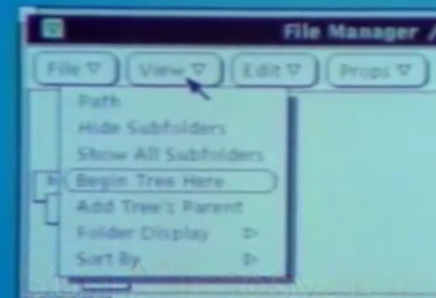 File Manager
File View Edit Props
Path
Hide Subfolders
Show All Subfolders
Begin Tree Here
Add Tree's Parent
Folder Display
Sort By